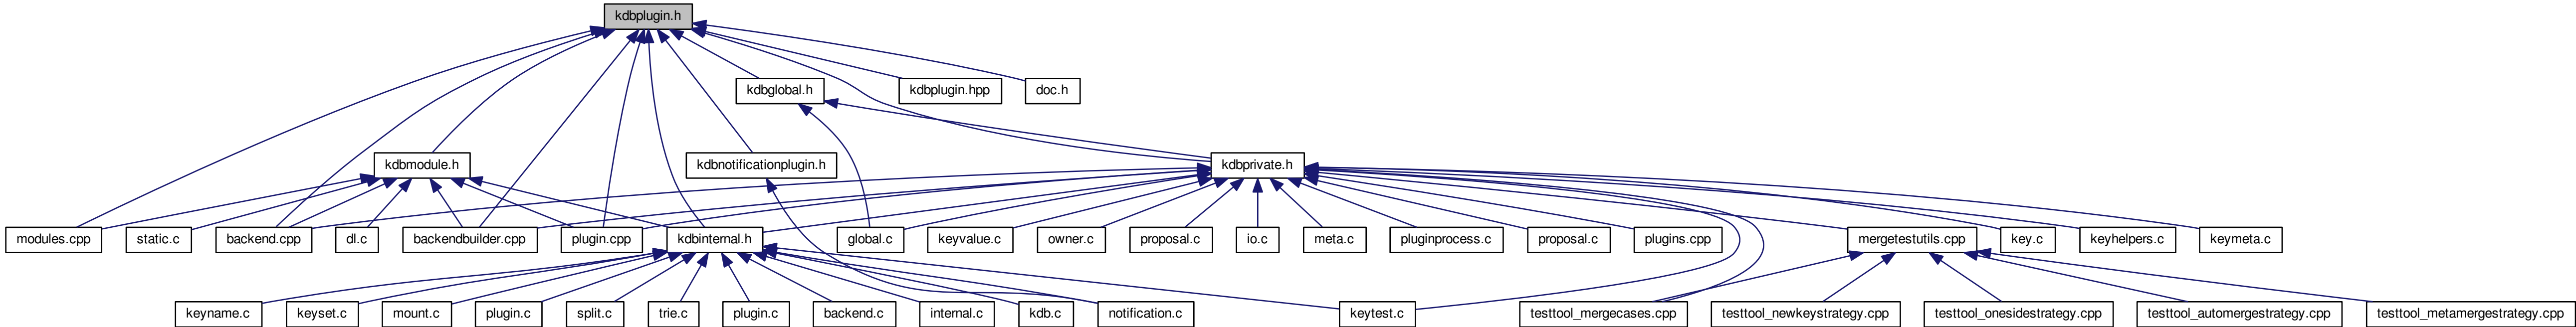 kdbplugin.h
kdbglobal.h
kdbplugin.hpp
doc.h
kdbmodule.h
kdbnotificationplugin.h
kdbprivate.h
modules.cpp
static.c
backend.cpp
dl.c
backendbuilder.cpp
plugin.cpp
kdbinternal.h
global.c
keyvalue.c
owner.c
proposal.c
io.c
meta.c
pluginprocess.c
proposal.c
plugins.cpp
mergetestutils.cpp
key.c
keyhelpers.c
keymeta.c
keyname.c
keyset.c
mount.c
plugin.c
split.c
trie.c
plugin.c
backend.c
internal.c
kdb.c
notification.c
keytest.c
testtool_mergecases.cpp
testtool_newkeystrategy.cpp
testtool_onesidestrategy.cpp
testtool_automergestrategy.cpp
testtool_metamergestrategy.cpp